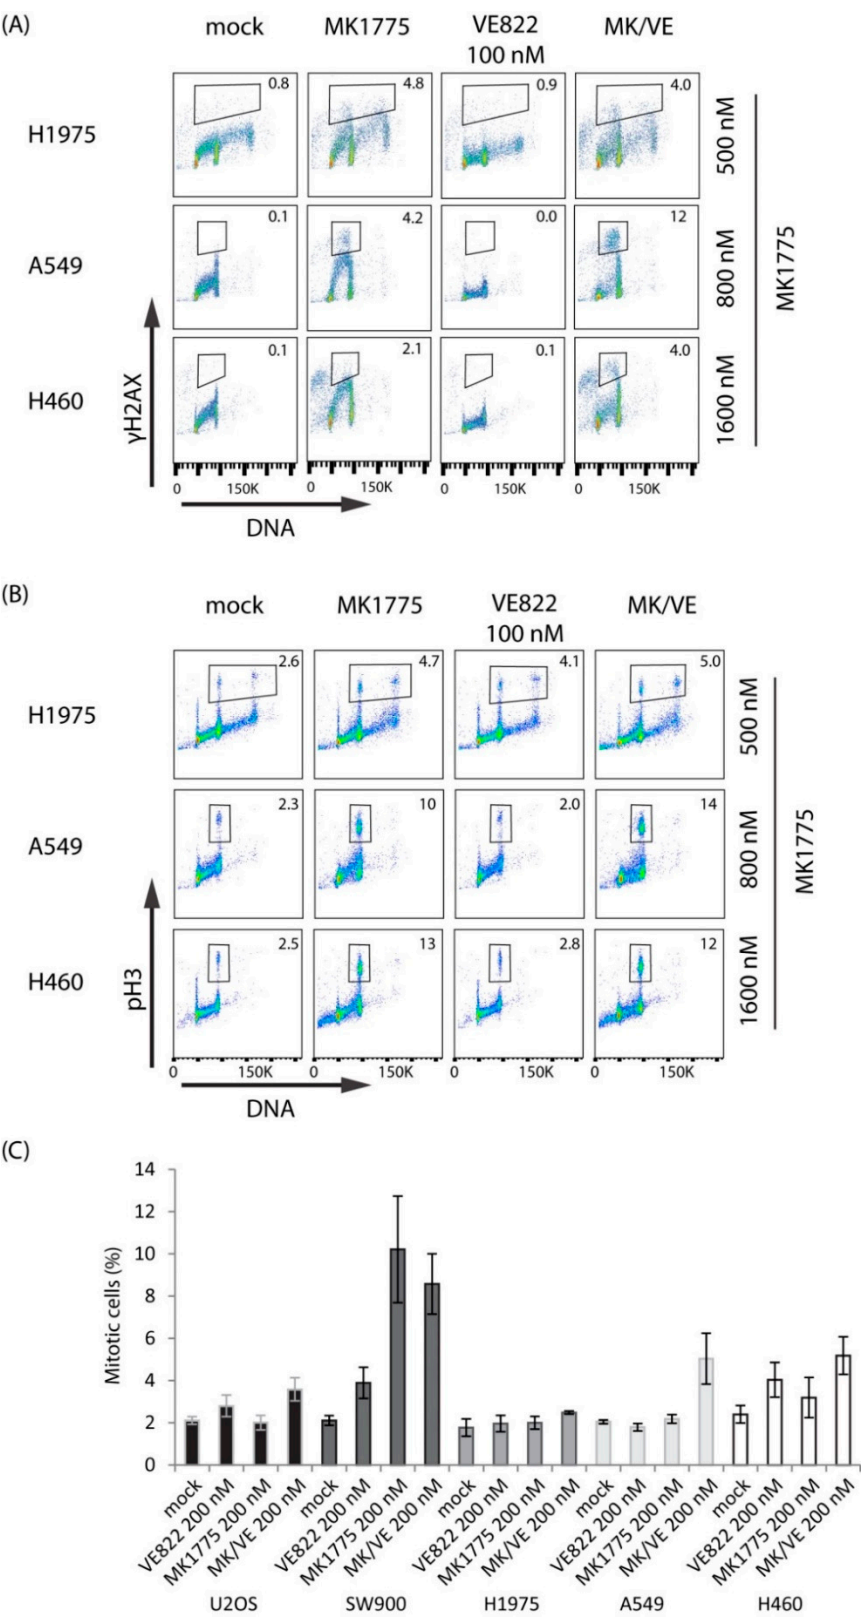 (A)
mock MK1775 VE822 100 nM MK/VE
H1975 0.8 4.8 0.9 4.0 500 nM
A549 0.1 4.2 0.0 12 800 nM
H460 0.1 2.1 0.1 4.0 1600 nM
MK1775
γH2AX
0 150K 0 150K 0 150K 0 150K
DNA
(B)
mock MK1775 VE822 100 nM MK/VE
H1975 2.6 4.7 4.1 5.0 500 nM
A549 2.3 10 2.0 14 800 nM
H460 2.5 13 2.8 12 1600 nM
MK1775
pH3
0 150K 0 150K 0 150K 0 150K
DNA
(C)
Mitotic cells (%)
14
12
10
8
6
4
2
0
mock VE822 200 nM MK1775 200 nM MK/VE 200 nM mock VE822 200 nM MK1775 200 nM MK/VE 200 nM mock VE822 200 nM MK1775 200 nM MK/VE 200 nM mock VE822 200 nM MK1775 200 nM MK/VE 200 nM mock VE822 200 nM MK1775 200 nM MK/VE 200 nM
U2OS SW900 H1975 A549 H460